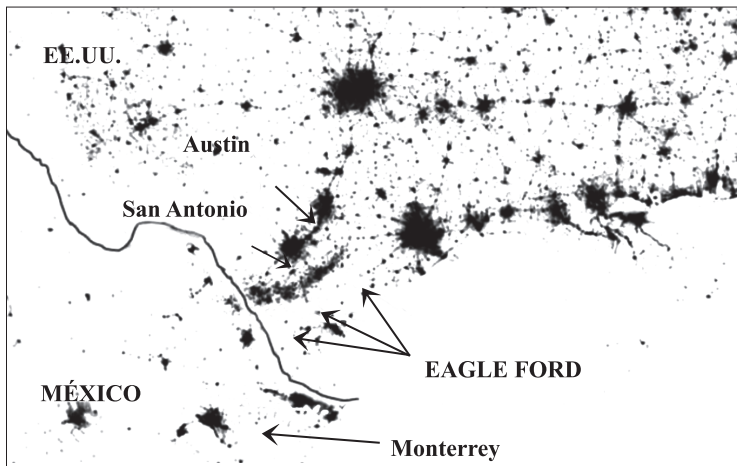 EE.UU.
Austin
San Antonio
EAGLE FORD
MÉXICO
Monterrey